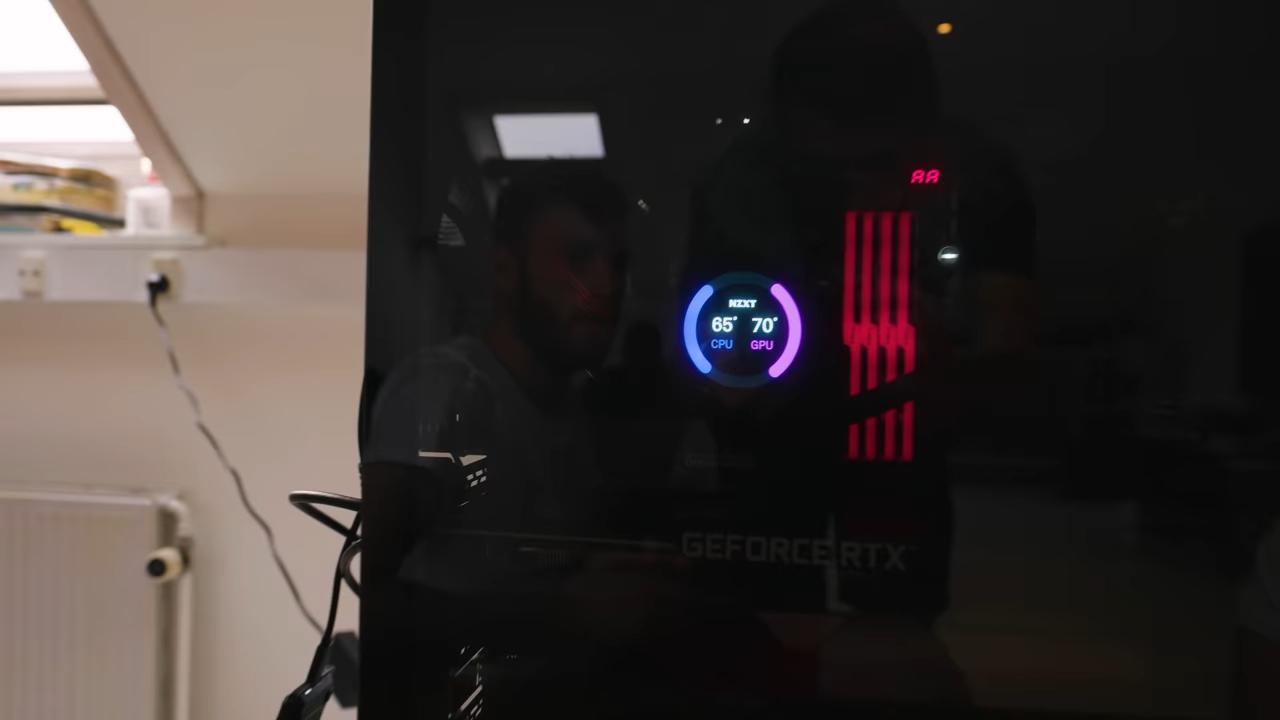 AA
NZXT
65° 70°
CPU GPU
GEFORCE RTX